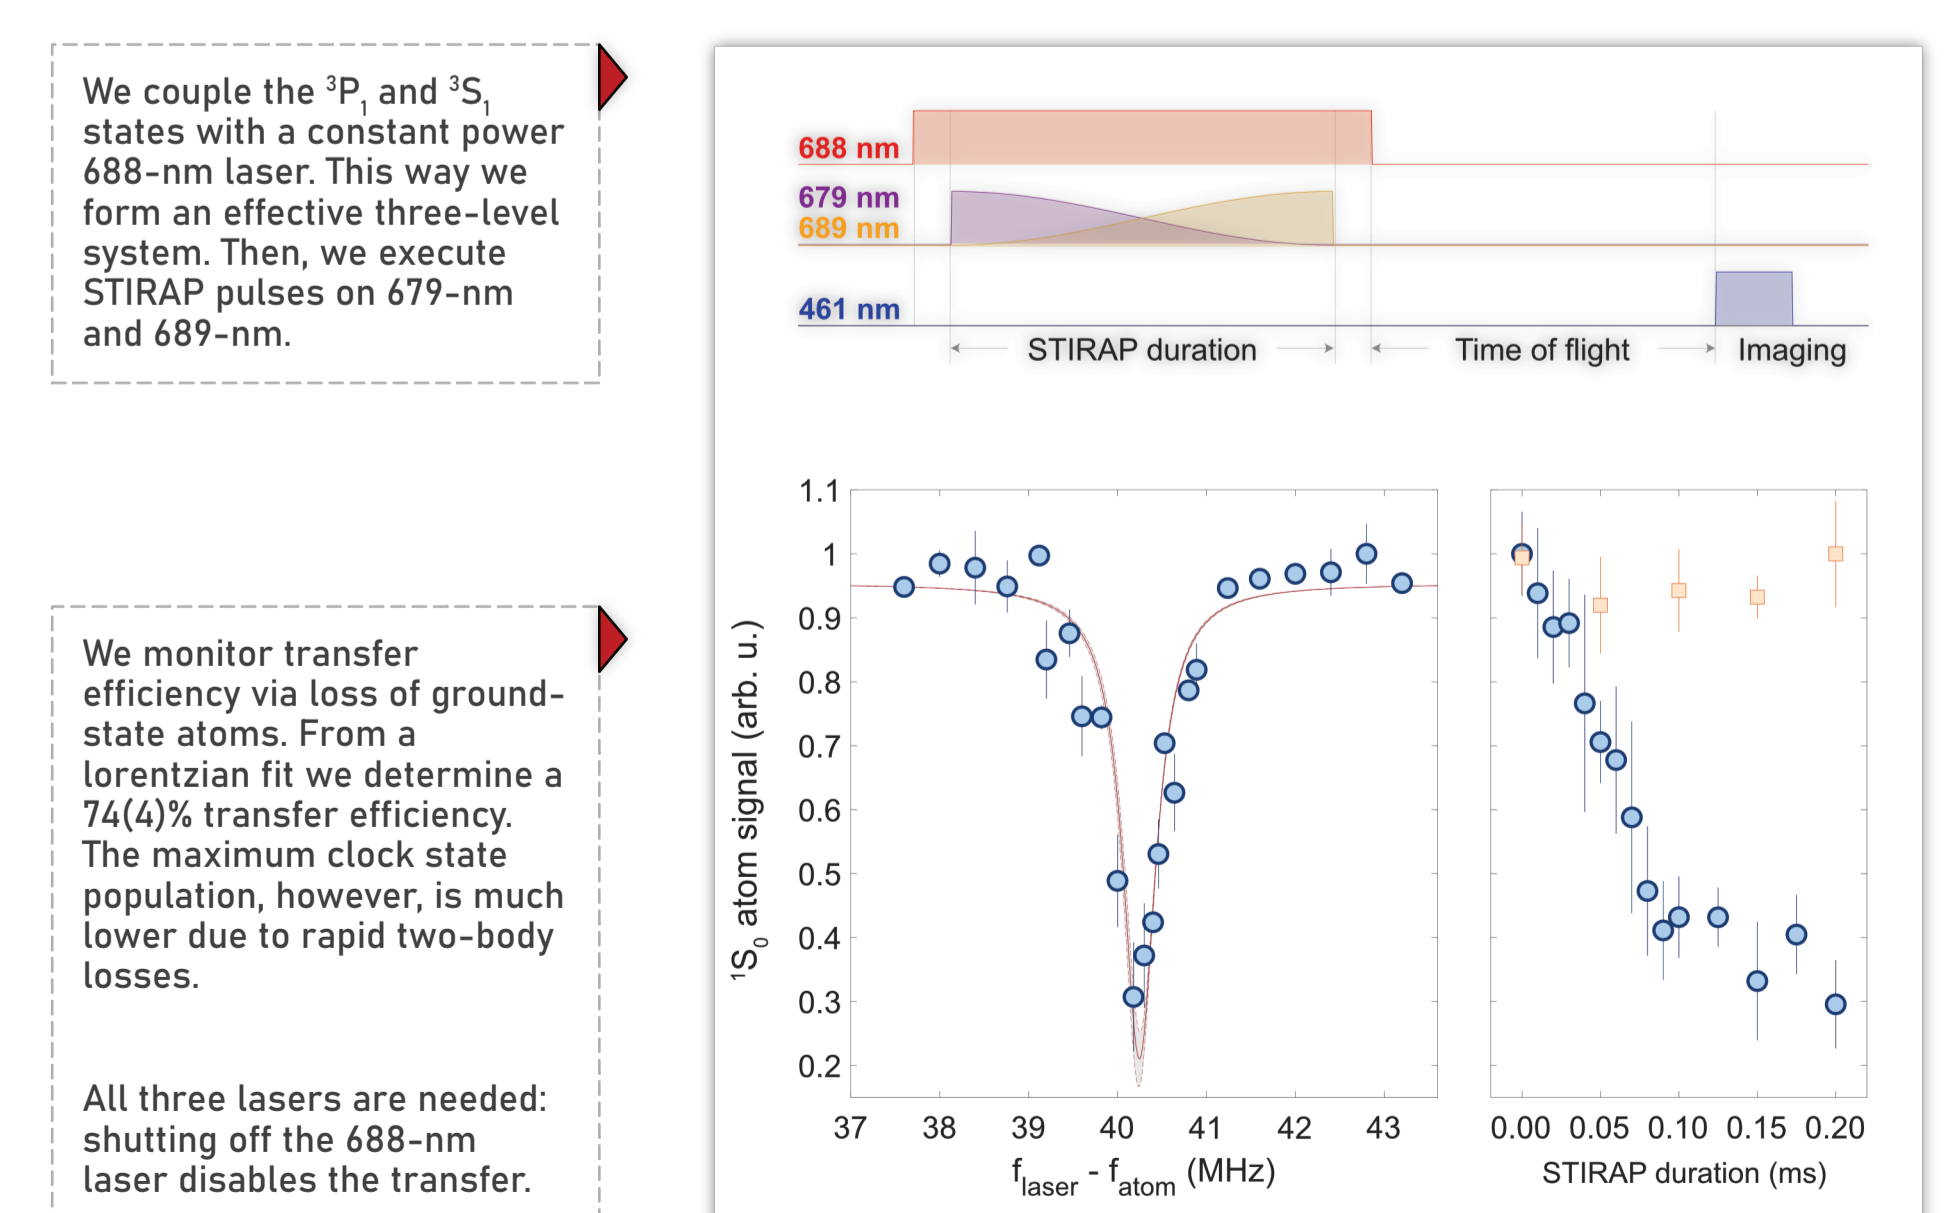 We couple the ³P₁ and ³S₁
states with a constant power
688-nm laser. This way we
form an effective three-level
system. Then, we execute
STIRAP pulses on 679-nm
and 689-nm.
We monitor transfer
efficiency via loss of ground-
state atoms. From a
lorentzian fit we determine a
74(4)% transfer efficiency.
The maximum clock state
population, however, is much
lower due to rapid two-body
losses.
All three lasers are needed:
shutting off the 688-nm
laser disables the transfer.
688 nm
679 nm
689 nm
461 nm
STIRAP duration
Time of flight
Imaging
¹S₀ atom signal (arb. u.)
1.1
1
0.9
0.8
0.7
0.6
0.5
0.4
0.3
0.2
37 38 39 40 41 42 43
f_laser - f_atom (MHz)
0.00 0.05 0.10 0.15 0.20
STIRAP duration (ms)